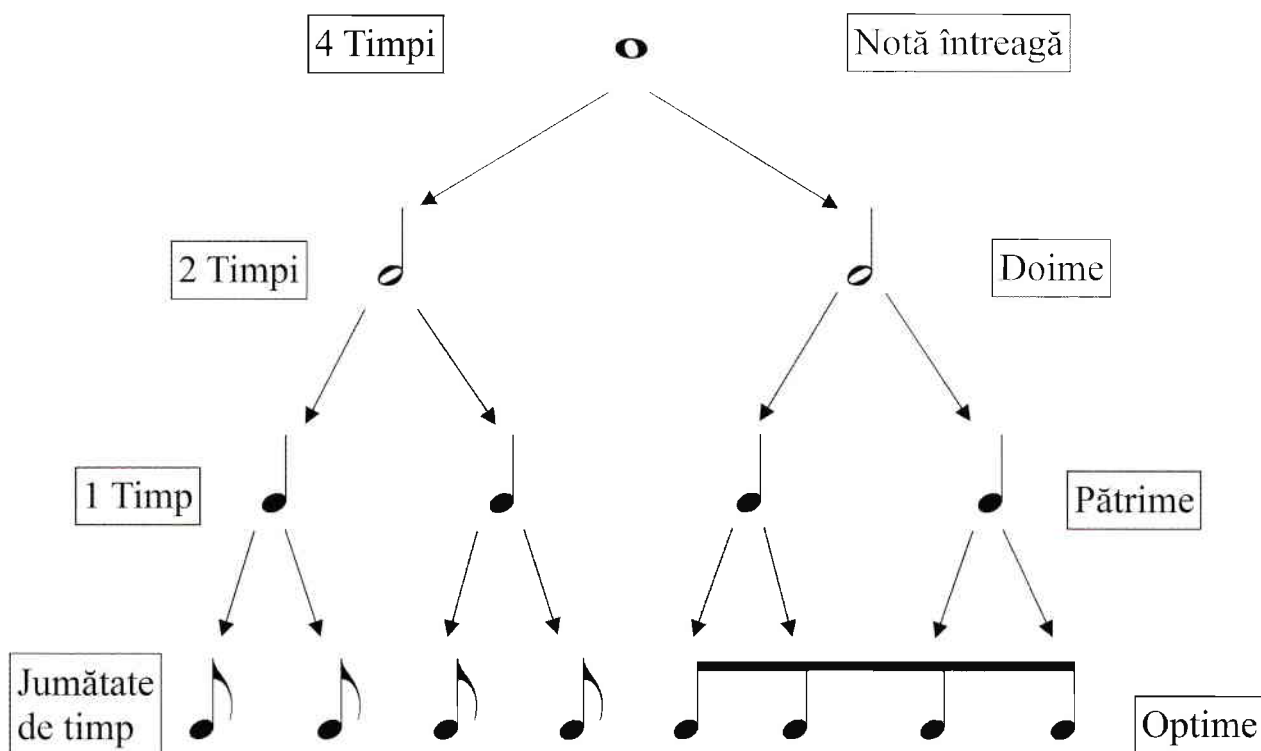 4 Timpi
Notă întreagă
2 Timpi
Doime
1 Timp
Pătrime
Jumătate
de timp
Optime